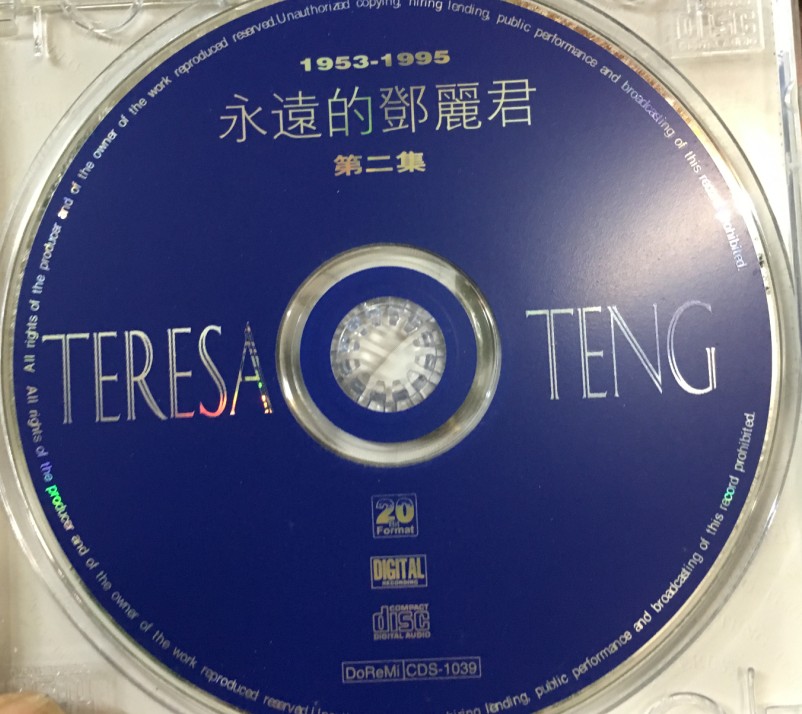 1953-1995
永遠的鄧麗君
第二集
TERESA TENG
20
Bit
Format
DIGITAL
RECORDING
COMPACT
disc
DIGITAL AUDIO
DoReMi CDS-1039
All rights of the producer and of the owner of the work reproduced reserved.Unauthorized copying, hiring lending, public performance and broadcasting of this record prohibited.
All rights of the producer and of the owner of the work reproduced reserved. hiring lending, public performance and broadcasting of this record prohibited.